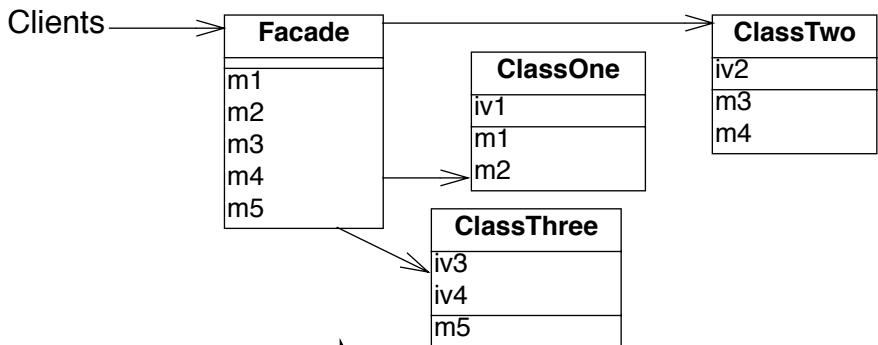 Clients
Facade
m1
m2
m3
m4
m5
ClassOne
iv1
m1
m2
ClassTwo
iv2
m3
m4
ClassThree
iv3
iv4
m5